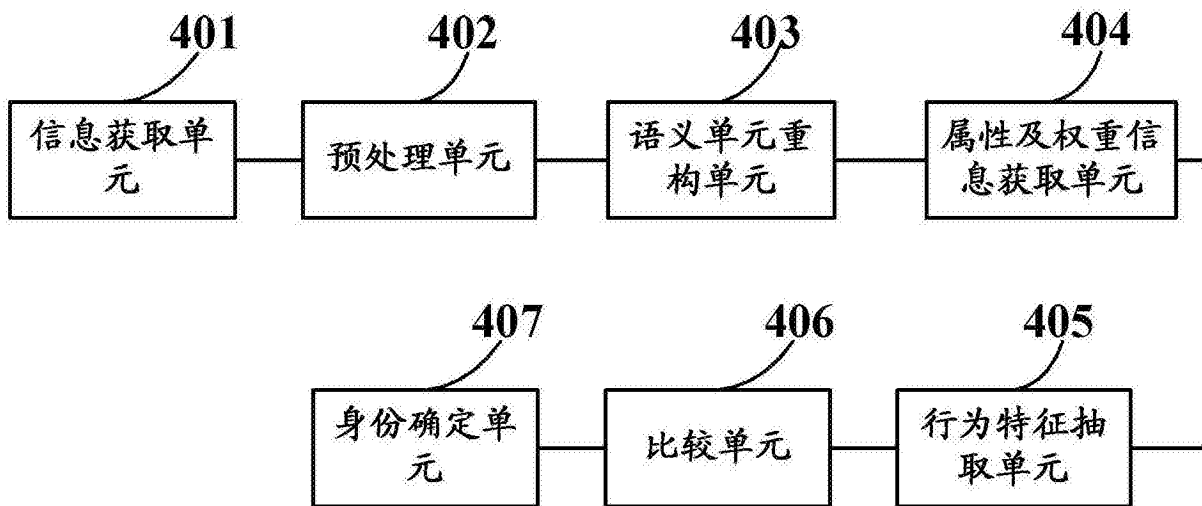 401
402
403
404
信息获取单
元
预处理单元
语义单元重
构单元
属性及权重信
息获取单元
407
406
405
身份确定单
元
比较单元
行为特征抽
取单元